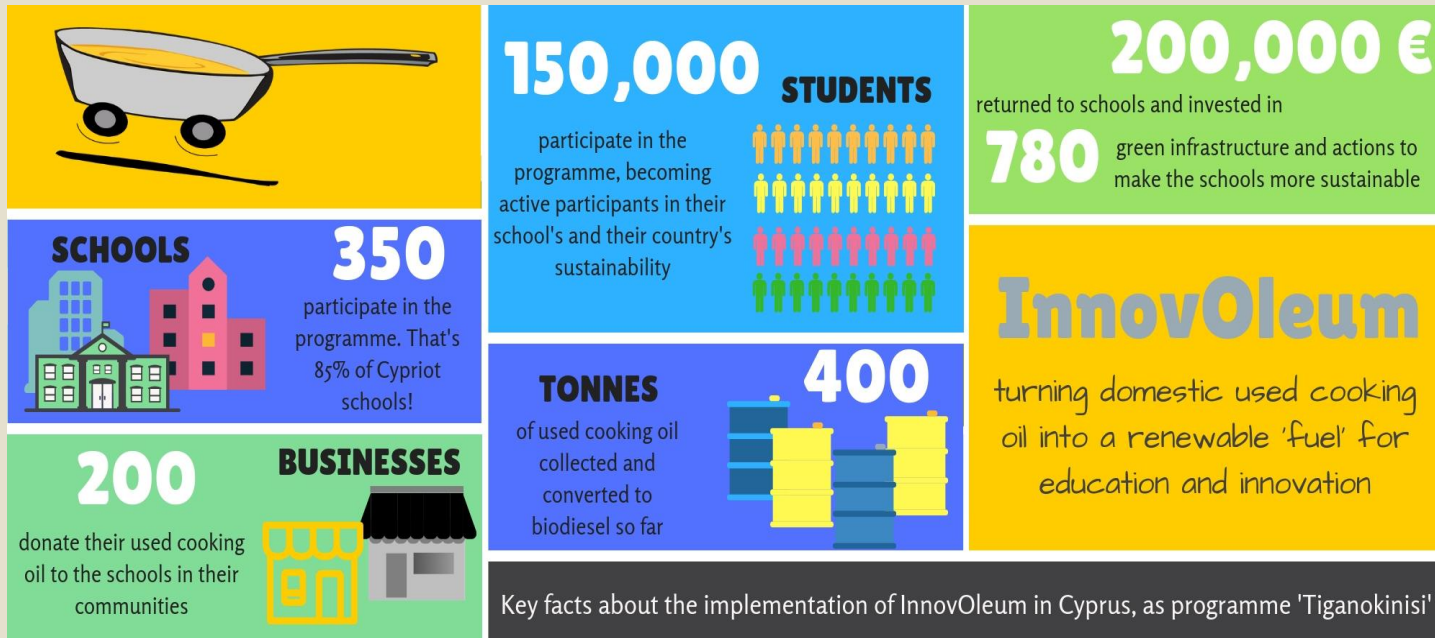 SCHOOLS
350
participate in the
programme. That's
85% of Cypriot
schools!
200
BUSINESSES
donate their used cooking
oil to the schools in their
communities
150,000
STUDENTS
participate in the
programme, becoming
active participants in their
school's and their country's
sustainability
400
TONNES
of used cooking oil
collected and
converted to
biodiesel so far
200,000 €
returned to schools and invested in
780
green infrastructure and actions to
make the schools more sustainable
InnovOleum
turning domestic used cooking
oil into a renewable 'fuel' for
education and innovation
Key facts about the implementation of InnovOleum in Cyprus, as programme 'Tiganokinisi'